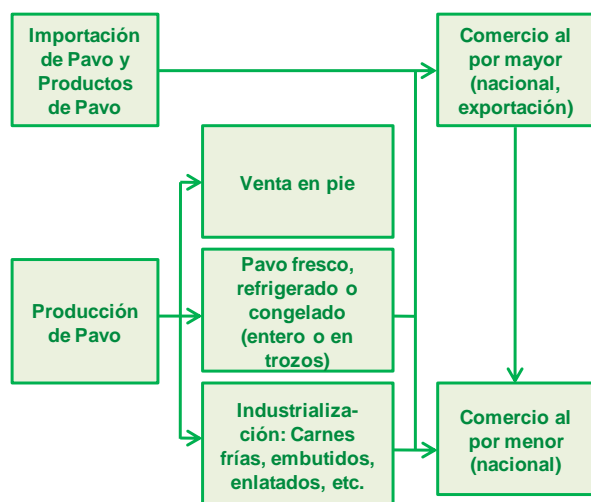 Importación
de Pavo y
Productos
de Pavo
Comercio al
por mayor
(nacional,
exportación)
Venta en pie
Producción
de Pavo
Pavo fresco,
refrigerado o
congelado
(entero o en
trozos)
Industrializa-
ción: Carnes
frías, embutidos,
enlatados, etc.
Comercio al
por menor
(nacional)